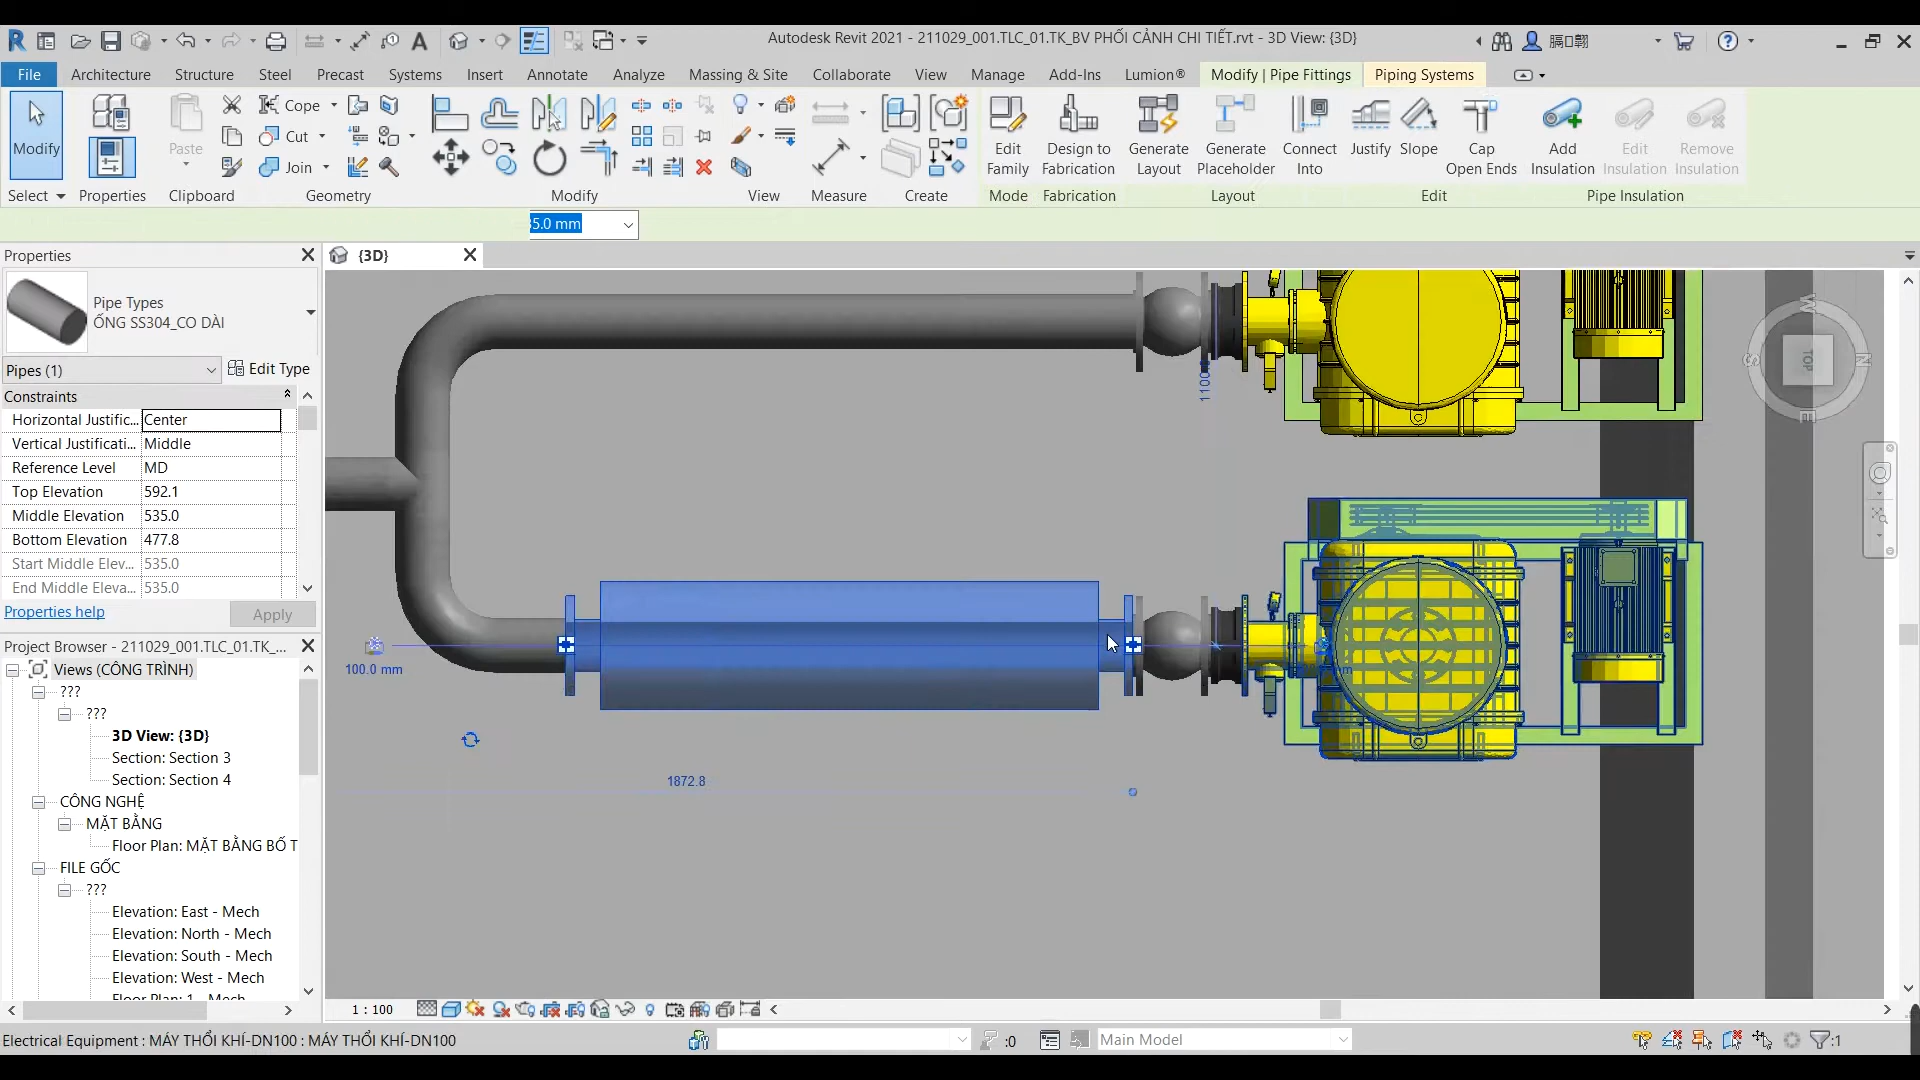 Autodesk Revit 2021 - 211029_001.TLC_01.TK_BV PHỐI CẢNH CHI TIẾT.rvt - 3D View: {3D}
File Architecture Structure Steel Precast Systems Insert Annotate Analyze Massing & Site Collaborate View Manage Add-Ins Lumion® Modify | Pipe Fittings Piping Systems
Modify
Paste
Cope
Cut
Join
Edit Family
Design to Fabrication
Generate Layout
Generate Placeholder
Connect Into
Justify
Slope
Cap Open Ends
Add Insulation
Edit Insulation
Remove Insulation
Select Properties Clipboard Geometry Modify View Measure Create Mode Fabrication Layout Edit Pipe Insulation
5.0 mm
Properties
{3D}
Pipe Types
ỐNG SS304_CO DÀI
Pipes (1)
Edit Type
Constraints
Horizontal Justific... Center
Vertical Justificati... Middle
Reference Level MD
Top Elevation 592.1
Middle Elevation 535.0
Bottom Elevation 477.8
Start Middle Elev... 535.0
End Middle Eleva... 535.0
Properties help
Apply
Project Browser - 211029_001.TLC_01.TK_...
Views (CÔNG TRÌNH)
???
???
3D View: {3D}
Section: Section 3
Section: Section 4
CÔNG NGHỆ
MẶT BẰNG
Floor Plan: MẶT BẰNG BỐ T
FILE GỐC
???
Elevation: East - Mech
Elevation: North - Mech
Elevation: South - Mech
Elevation: West - Mech
Floor Plan: 1 - Mech
1100
100.0 mm
1872.8
TOP
W
N
S
E
1 : 100
Electrical Equipment : MÁY THỔI KHÍ-DN100 : MÁY THỔI KHÍ-DN100
:0
Main Model
:1